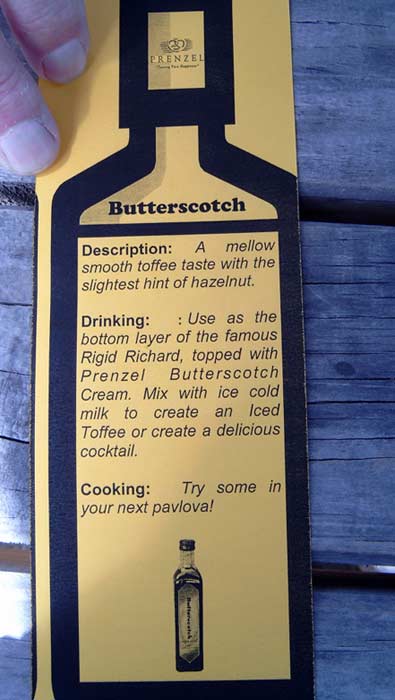 PRENZEL
Butterscotch
Description: A mellow
smooth toffee taste with the
slightest hint of hazelnut.
Drinking: : Use as the
bottom layer of the famous
Rigid Richard, topped with
Prenzel Butterscotch
Cream. Mix with ice cold
milk to create an Iced
Toffee or create a delicious
cocktail.
Cooking: Try some in
your next pavlova!
Butterscotch